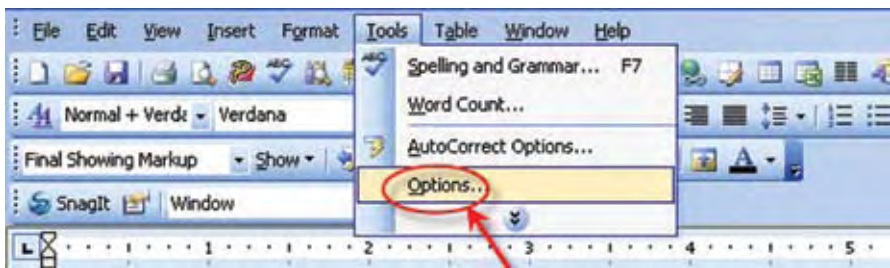 File Edit View Insert Format Tools Table Window Help
Spelling and Grammar... F7
Normal + Verda Verdana
Word Count...
AutoCorrect Options...
Final Showing Markup Show
Options...
SnagIt Window
1 2 3 4 5